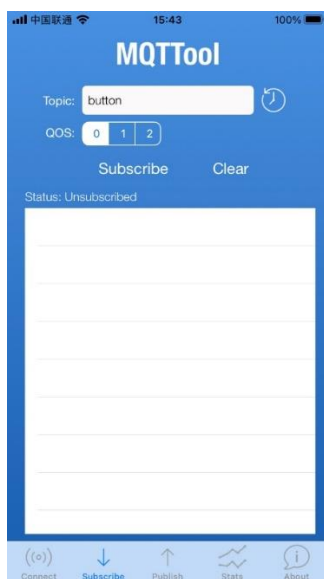 中国联通 15:43 100%
MQTTool
Topic: button
QOS: 0 1 2
Subscribe Clear
Status: Unsubscribed
Connect Subscribe Publish Stats About